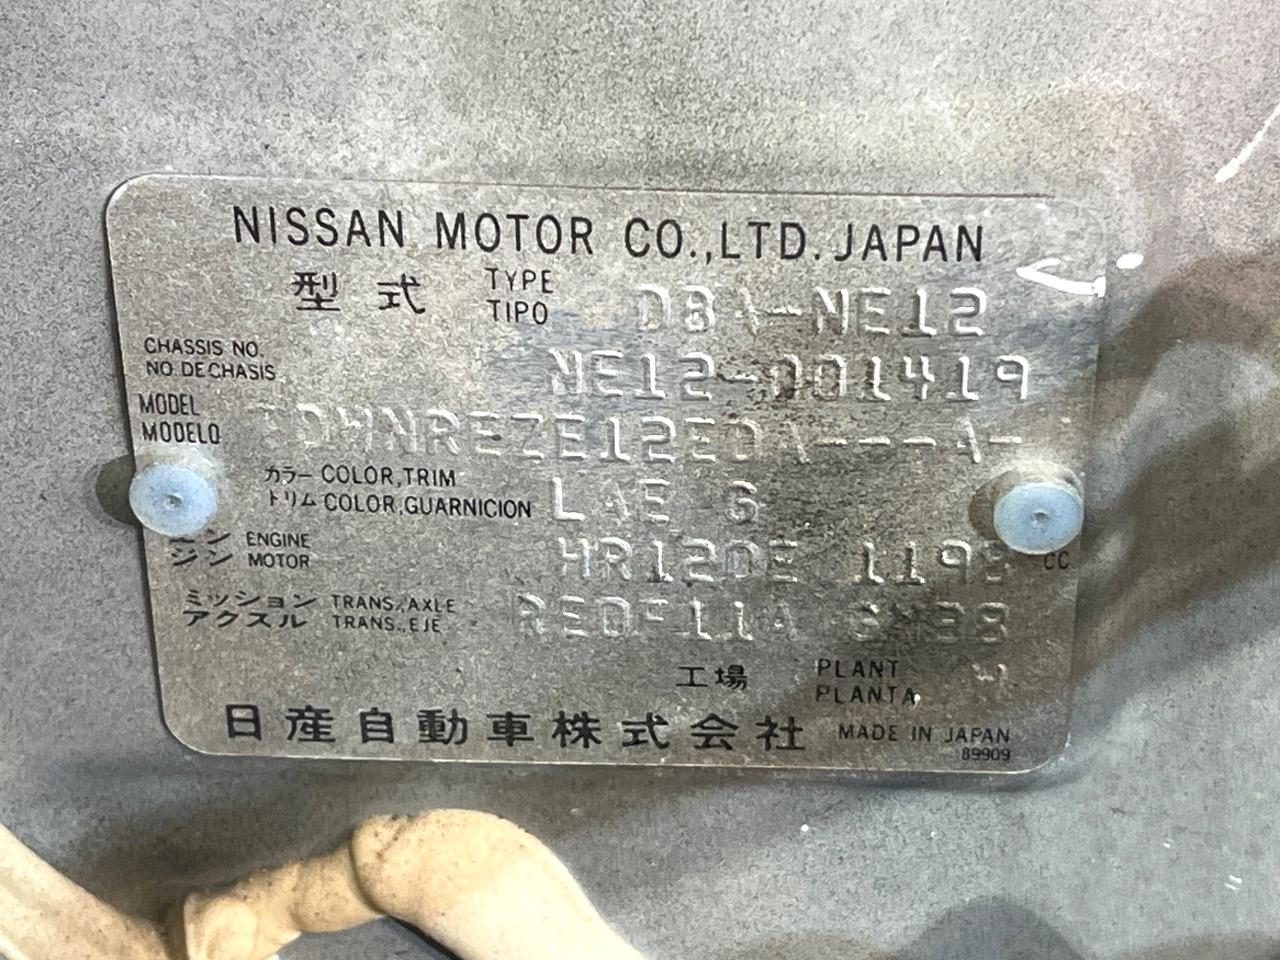 NISSAN MOTOR CO.,LTD. JAPAN
型式 TYPE TIPO DBA-NE12
CHASSIS NO. NO. DE CHASIS NE12-001419
MODEL MODELO
カラー COLOR,TRIM
トリム COLOR,GUARNICION LAE G
エンジン ENGINE MOTOR HR12DE 1198 CC
ミッション TRANS.,AXLE
アクスル TRANS.,EJE REOF11A
工場 PLANT PLANTA
日産自動車株式会社 MADE IN JAPAN
89909